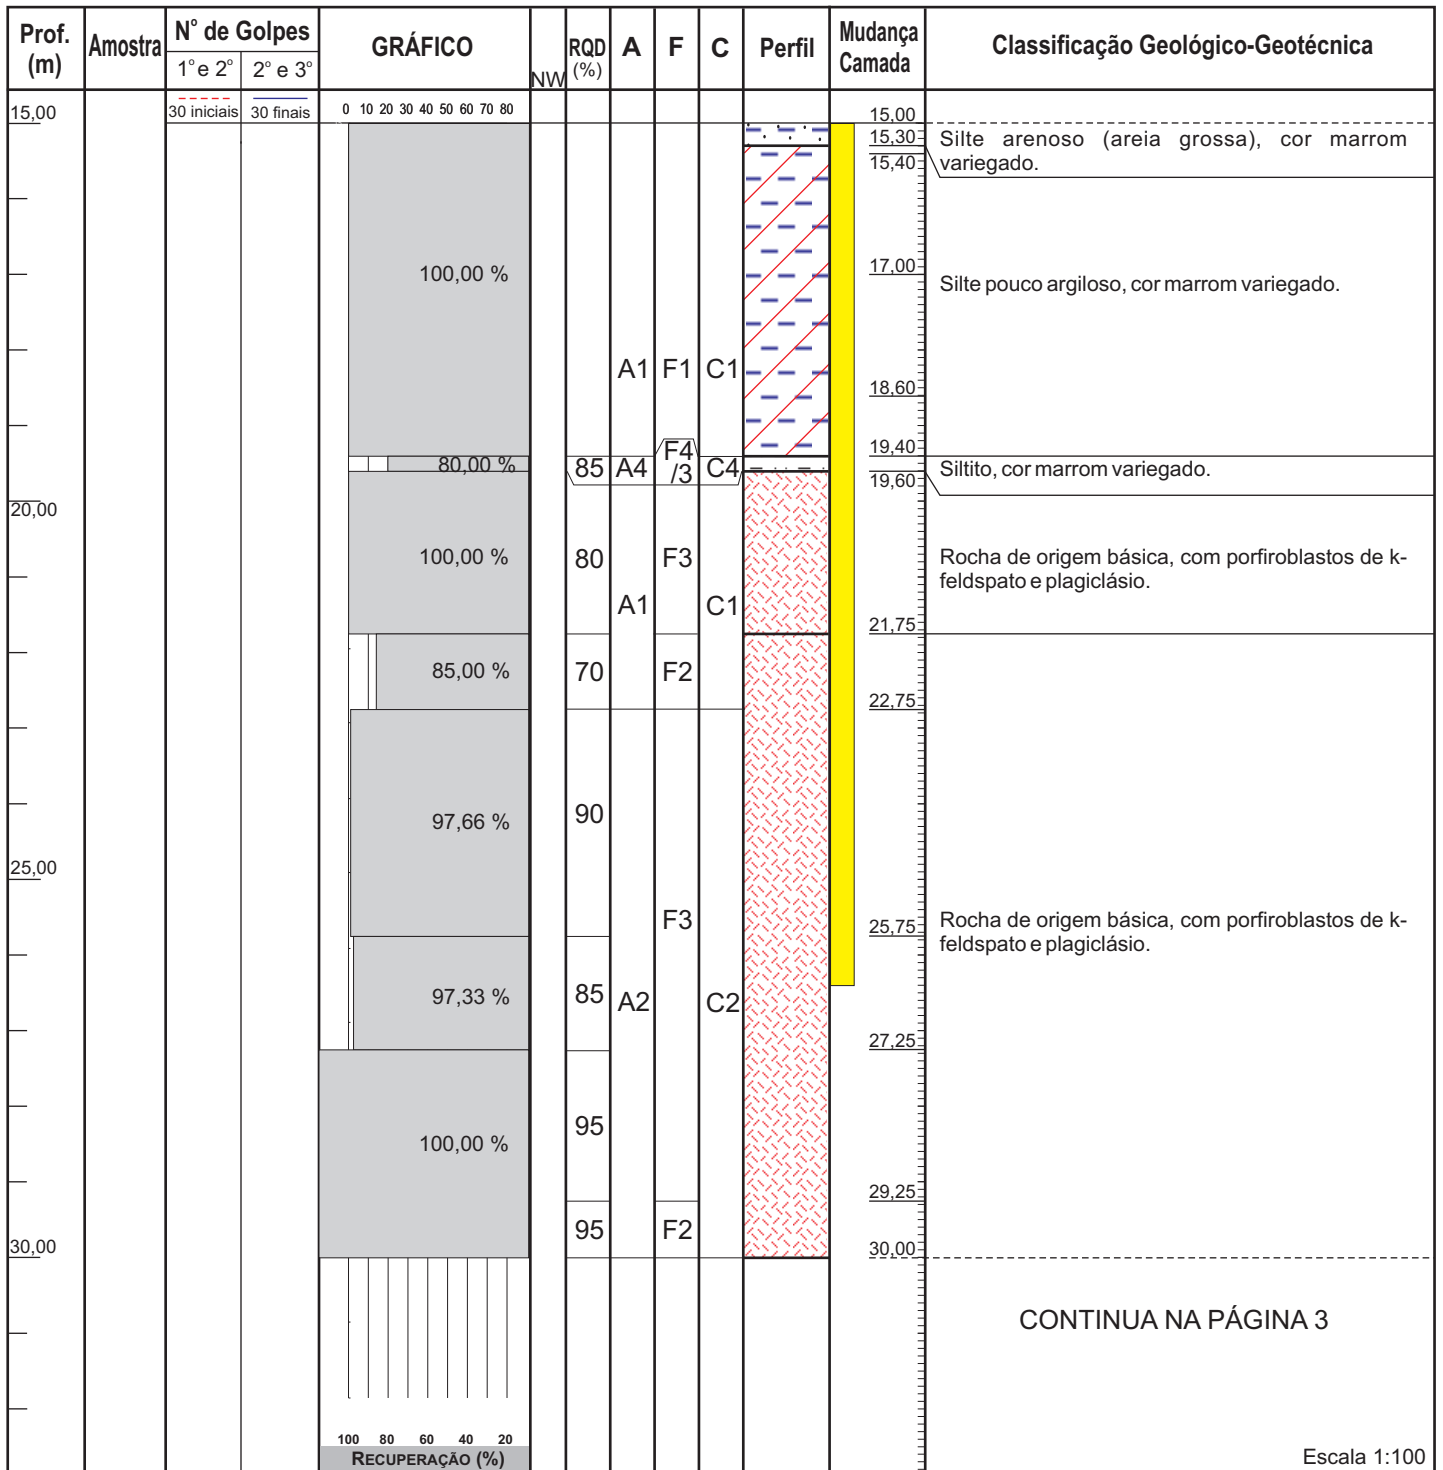 Prof. (m)
Amostra
N° de Golpes
1° e 2°
2° e 3°
GRÁFICO
NW
RQD (%)
A
F
C
Perfil
Mudança Camada
Classificação Geológico-Geotécnica
30 iniciais
30 finais
0 10 20 30 40 50 60 70 80
15,00
15,00
15,30
15,40
Silte arenoso (areia grossa), cor marrom
variegado.
100,00 %
17,00
Silte pouco argiloso, cor marrom variegado.
A1 F1 C1
18,60
19,40
80,00 %
85 A4 F4 /3 C4
Siltito, cor marrom variegado.
19,60
20,00
100,00 %
80
F3
Rocha de origem básica, com porfiroblastos de k-
feldspato e plagiclásio.
A1
C1
21,75
85,00 %
70
F2
22,75
97,66 %
90
25,00
F3
25,75
Rocha de origem básica, com porfiroblastos de k-
feldspato e plagiclásio.
97,33 %
85
A2
C2
27,25
95
100,00 %
29,25
95
F2
30,00
30,00
CONTINUA NA PÁGINA 3
100 80 60 40 20
RECUPERAÇÃO (%)
Escala 1:100